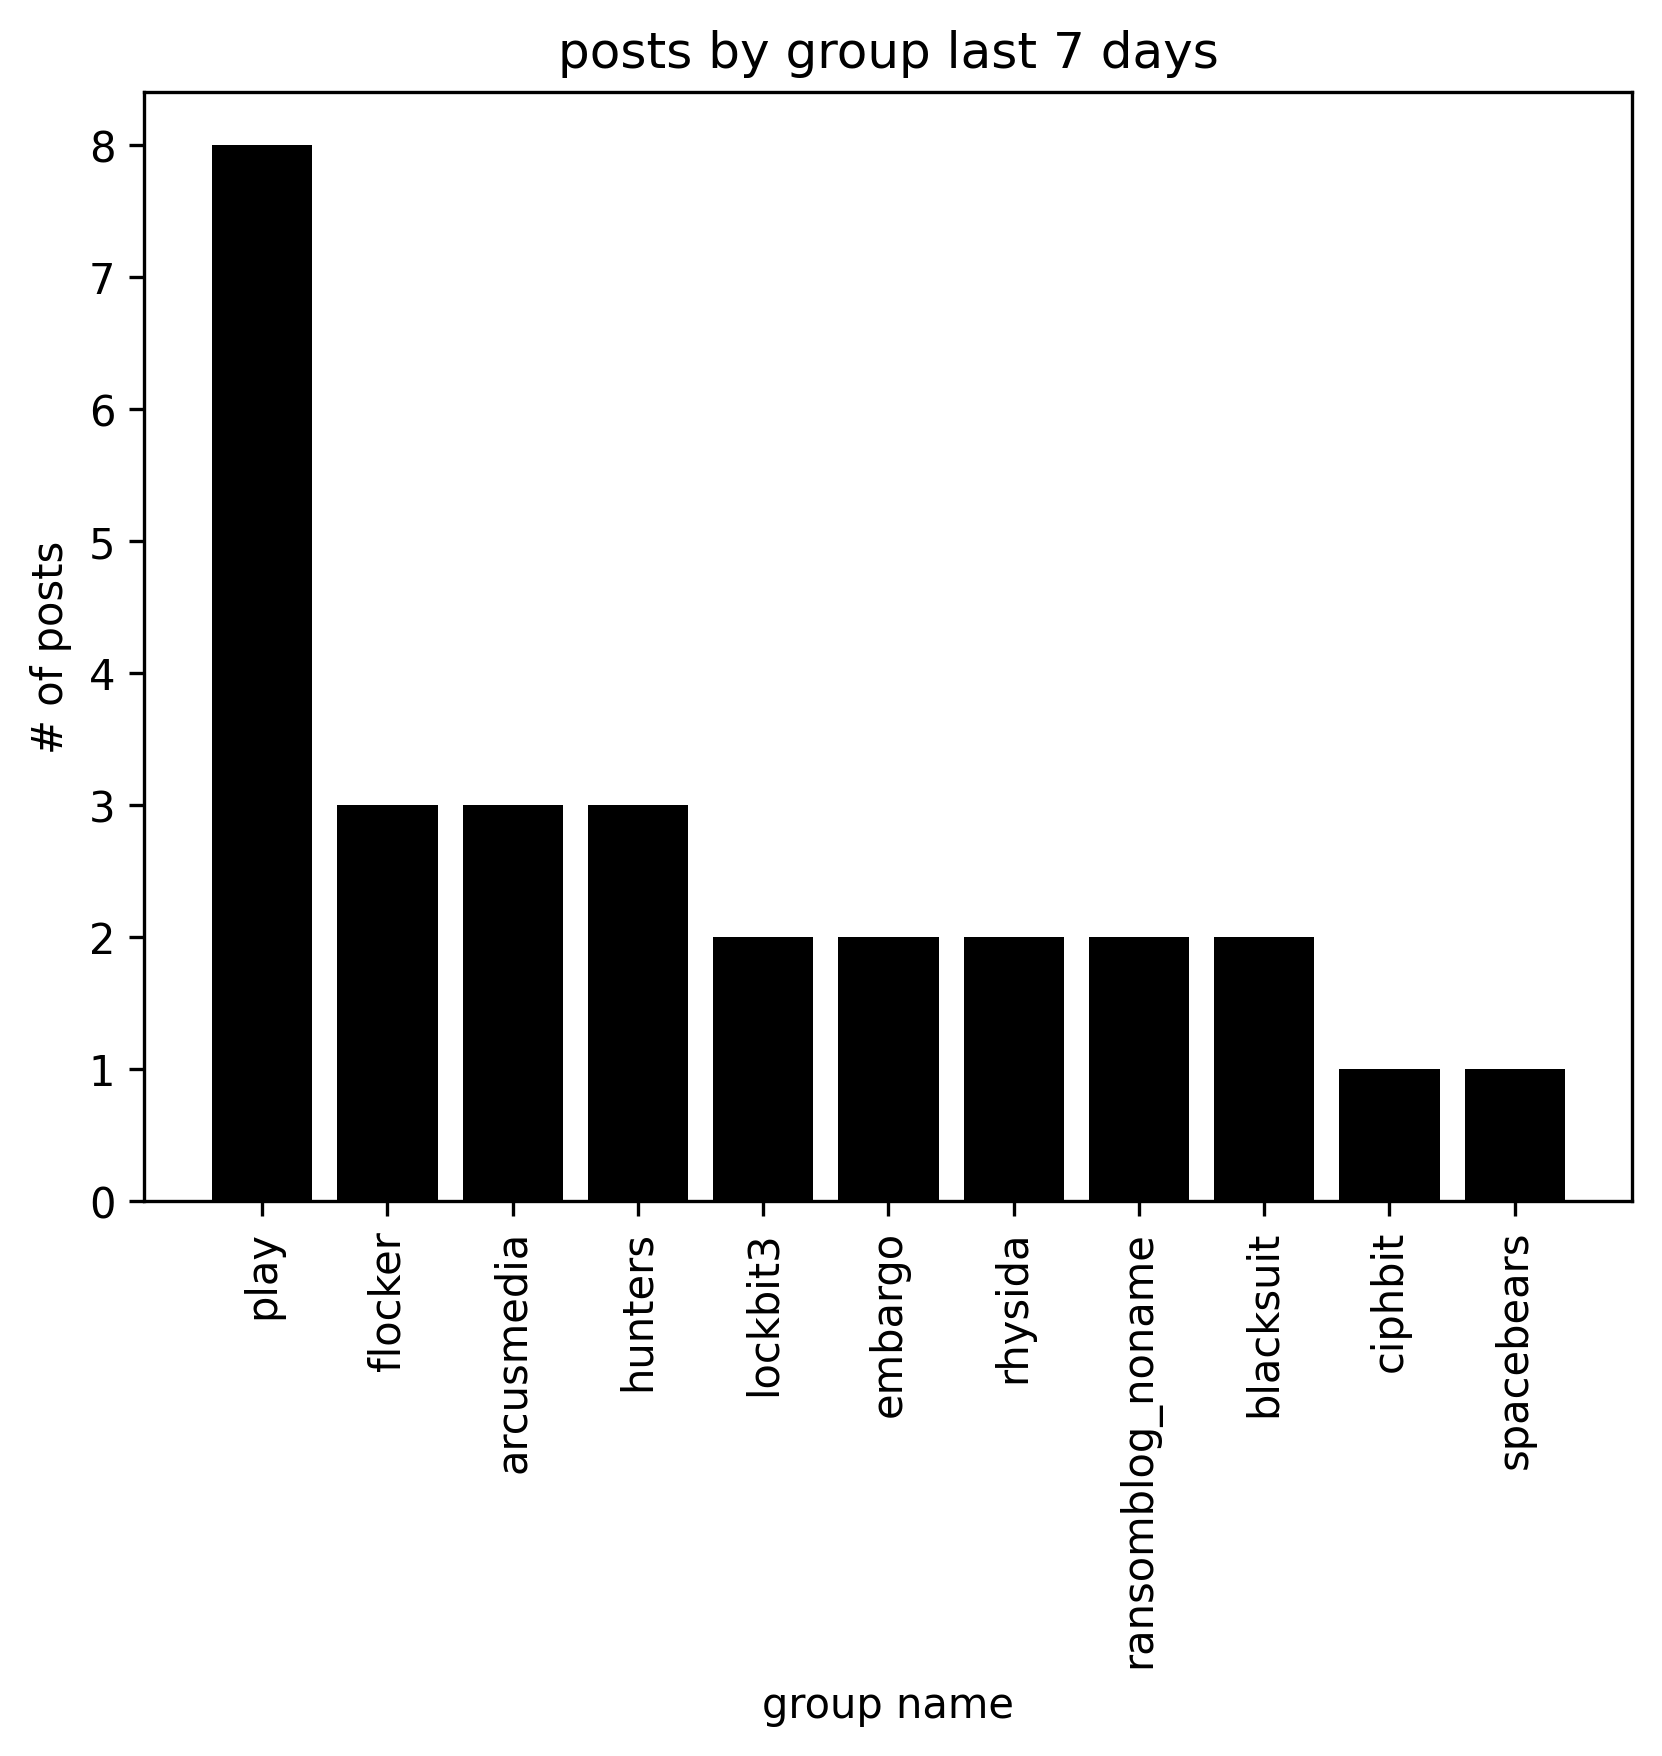 posts by group last 7 days
# of posts
8
7
6
5
4
3
2
1
0
play
flocker
arcusmedia
hunters
lockbit3
embargo
rhysida
ransomblog_noname
blacksuit
ciphbit
spacebears
group name